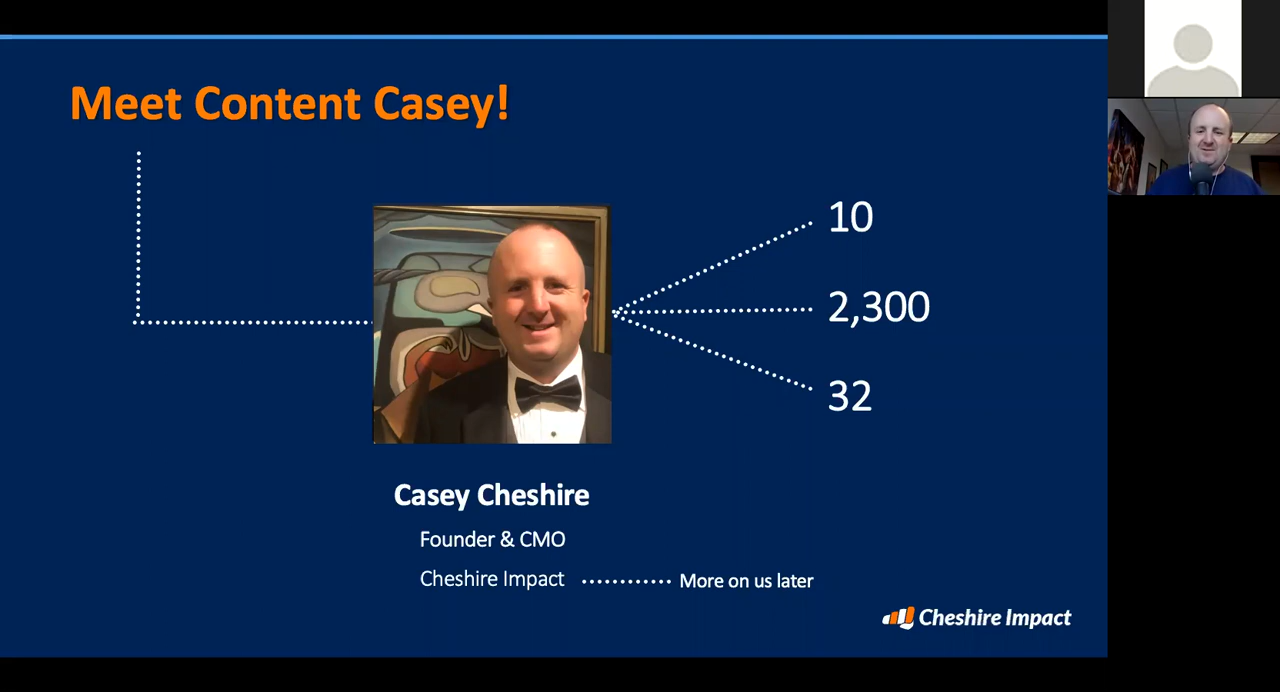 Meet Content Casey!
10
2,300
32
Casey Cheshire
Founder & CMO
Cheshire Impact
More on us later
Cheshire Impact